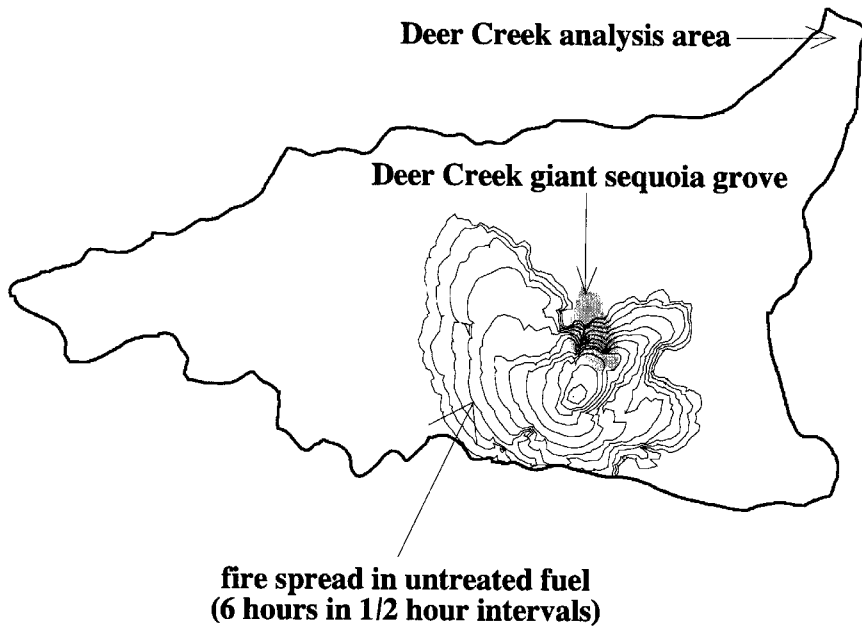 Deer Creek analysis area
Deer Creek giant sequoia grove
fire spread in untreated fuel
(6 hours in 1/2 hour intervals)